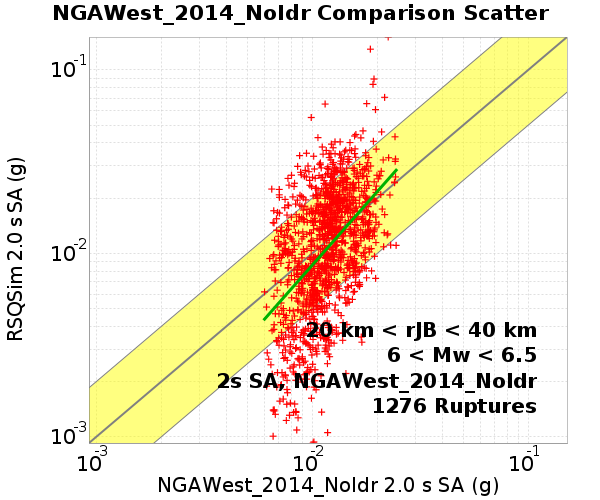 NGAWest_2014_NoIdr Comparison Scatter
RSQSim 2.0 s SA (g)
10-1
10-2
10-3
20 km < rJB < 40 km
6 < Mw < 6.5
2s SA, NGAWest_2014_NoIdr
1276 Ruptures
10-3 10-2 10-1
NGAWest_2014_NoIdr 2.0 s SA (g)